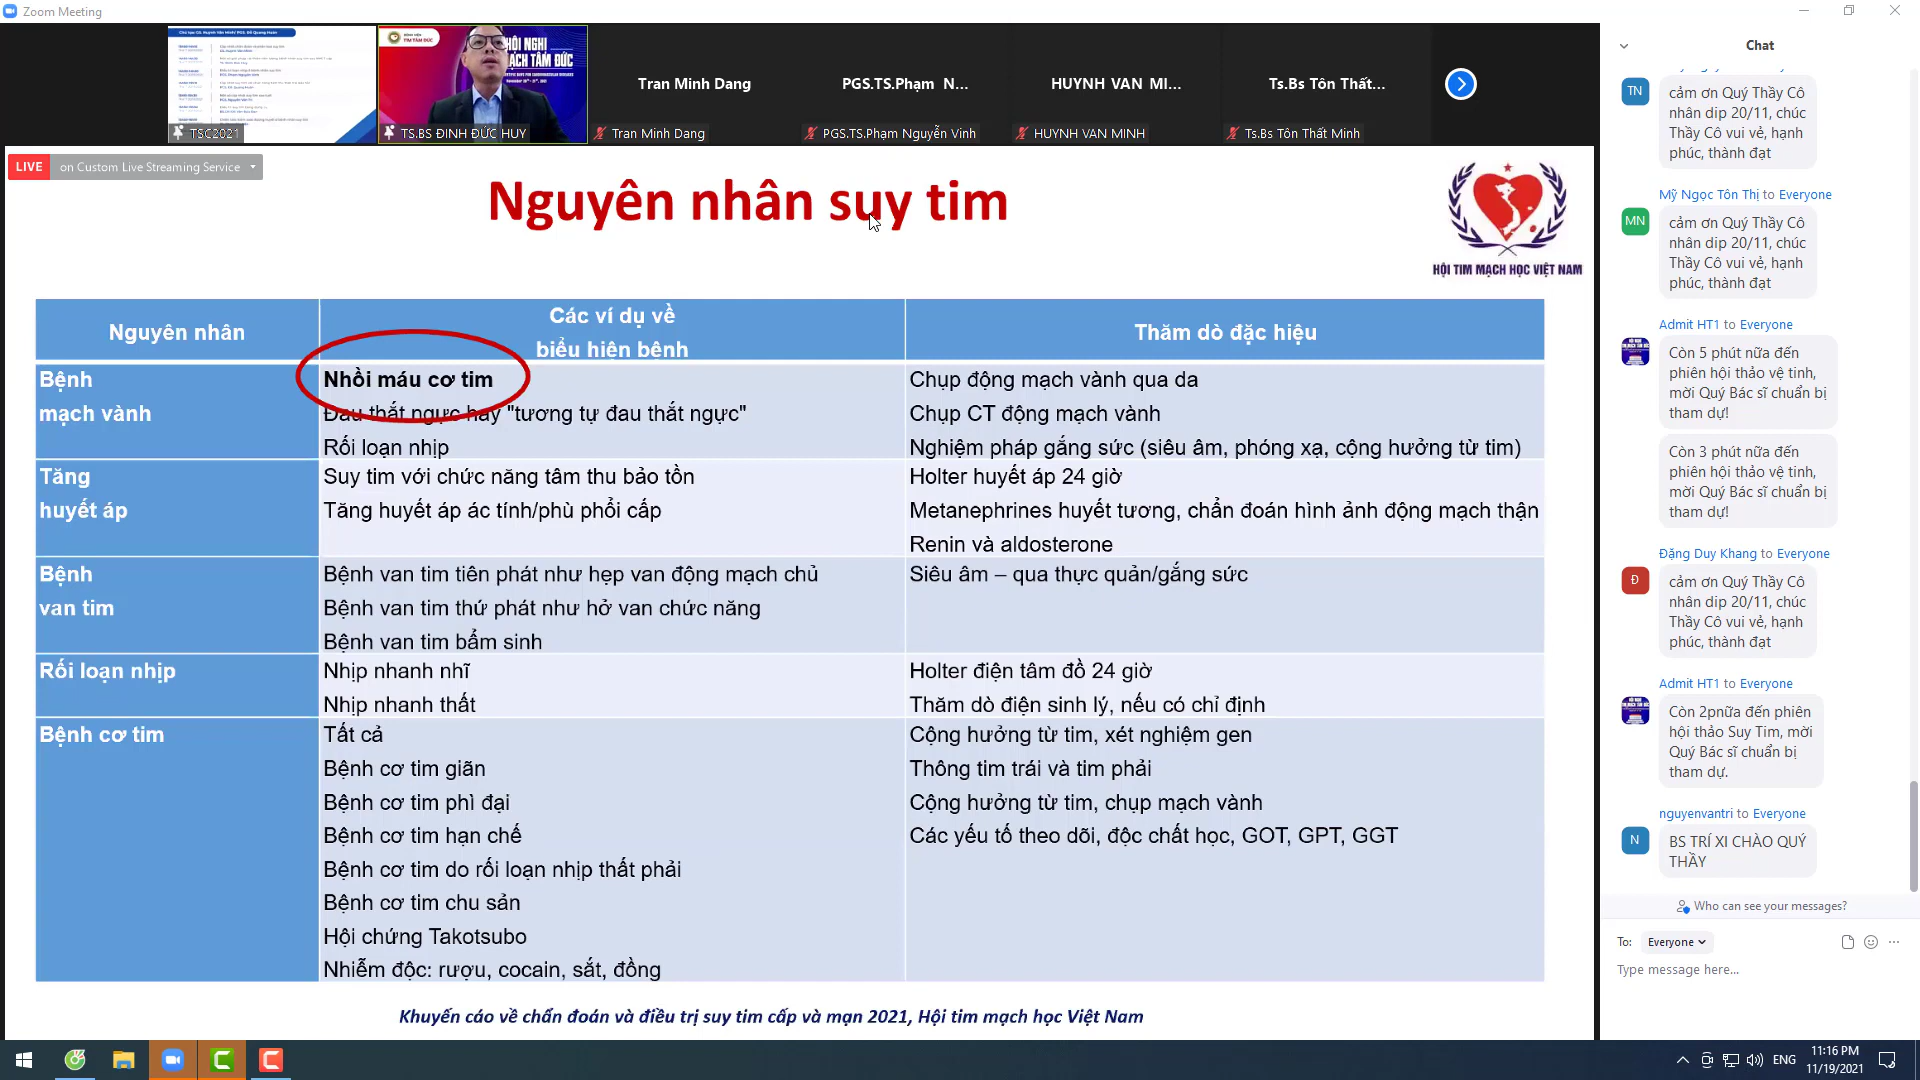 Zoom Meeting
TSC2021
BỆNH VIỆN
TIM TÂM ĐỨC
HỘI NGHỊ
MẠCH TÂM ĐỨC
TS.BS ĐINH ĐỨC HUY
Tran Minh Dang
Tran Minh Dang
PGS.TS.Phạm N...
PGS.TS.Phạm Nguyễn Vinh
HUYNH VAN MI...
HUYNH VAN MINH
Ts.Bs Tôn Thất...
Ts.Bs Tôn Thất Minh
LIVE on Custom Live Streaming Service
Nguyên nhân suy tim
HỘI TIM MẠCH HỌC VIỆT NAM
Nguyên nhân
Các ví dụ về
biểu hiện bệnh
Thăm dò đặc hiệu
Bệnh
mạch vành
Nhồi máu cơ tim
Đau thắt ngực hay "tương tự đau thắt ngực"
Rối loạn nhịp
Chụp động mạch vành qua da
Chụp CT động mạch vành
Nghiệm pháp gắng sức (siêu âm, phóng xạ, cộng hưởng từ tim)
Tăng
huyết áp
Suy tim với chức năng tâm thu bảo tồn
Tăng huyết áp ác tính/phù phổi cấp
Holter huyết áp 24 giờ
Metanephrines huyết tương, chẩn đoán hình ảnh động mạch thận
Renin và aldosterone
Bệnh
van tim
Bệnh van tim tiên phát như hẹp van động mạch chủ
Bệnh van tim thứ phát như hở van chức năng
Bệnh van tim bẩm sinh
Siêu âm – qua thực quản/gắng sức
Rối loạn nhịp
Nhịp nhanh nhĩ
Nhịp nhanh thất
Holter điện tâm đồ 24 giờ
Thăm dò điện sinh lý, nếu có chỉ định
Bệnh cơ tim
Tất cả
Bệnh cơ tim giãn
Bệnh cơ tim phì đại
Bệnh cơ tim hạn chế
Bệnh cơ tim do rối loạn nhịp thất phải
Bệnh cơ tim chu sản
Hội chứng Takotsubo
Nhiễm độc: rượu, cocain, sắt, đồng
Cộng hưởng từ tim, xét nghiệm gen
Thông tim trái và tim phải
Cộng hưởng từ tim, chụp mạch vành
Các yếu tố theo dõi, độc chất học, GOT, GPT, GGT
Khuyến cáo về chẩn đoán và điều trị suy tim cấp và mạn 2021, Hội tim mạch học Việt Nam
Chat
TN
cảm ơn Quý Thầy Cô
nhân dip 20/11, chúc
Thầy Cô vui vẻ, hạnh
phúc, thành đạt
Mỹ Ngọc Tôn Thị to Everyone
MN
cảm ơn Quý Thầy Cô
nhân dip 20/11, chúc
Thầy Cô vui vẻ, hạnh
phúc, thành đạt
Admit HT1 to Everyone
Còn 5 phút nữa đến
phiên hội thảo vệ tinh,
mời Quý Bác sĩ chuẩn bị
tham dự!
Còn 3 phút nữa đến
phiên hội thảo vệ tinh,
mời Quý Bác sĩ chuẩn bị
tham dự!
Đặng Duy Khang to Everyone
Đ
cảm ơn Quý Thầy Cô
nhân dip 20/11, chúc
Thầy Cô vui vẻ, hạnh
phúc, thành đạt
Admit HT1 to Everyone
Còn 2pnữa đến phiên
hội thảo Suy Tim, mời
Quý Bác sĩ chuẩn bị
tham dự.
nguyenvantri to Everyone
N
BS TRÍ XI CHÀO QUÝ
THẦY
Who can see your messages?
To: Everyone
Type message here...
ENG
11:16 PM
11/19/2021